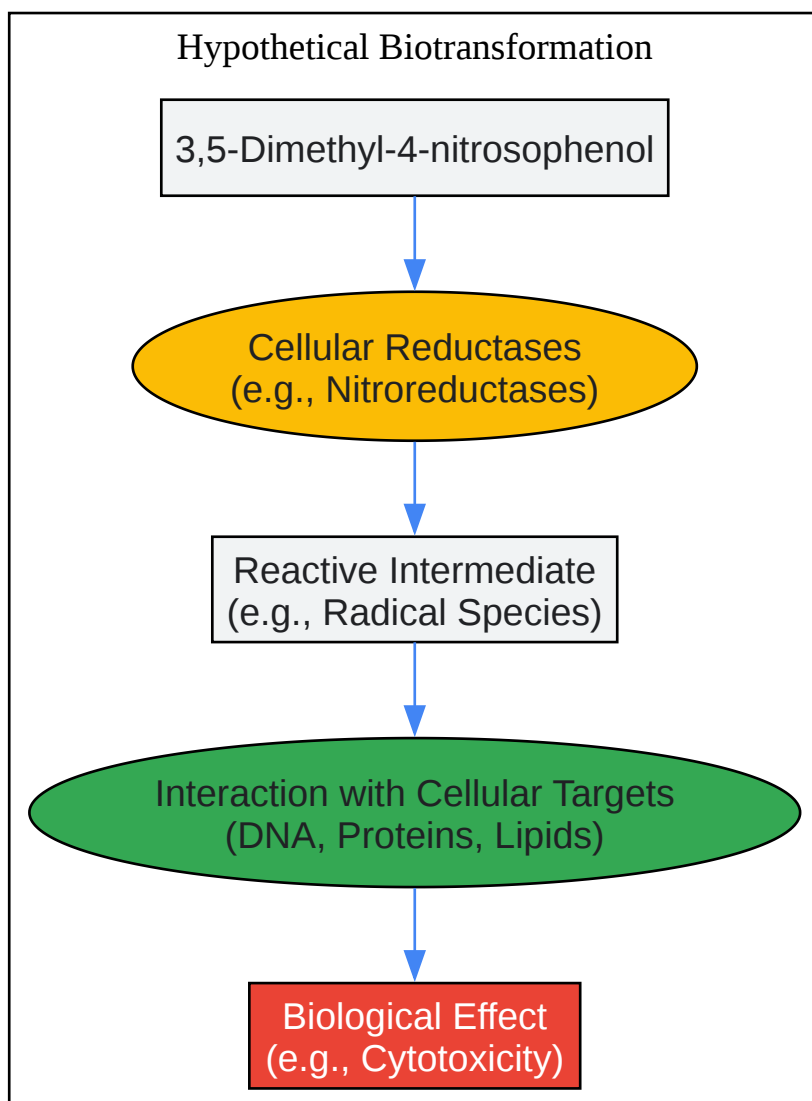 Hypothetical Biotransformation
3,5-Dimethyl-4-nitrosophenol
Cellular Reductases
(e.g., Nitroreductases)
Reactive Intermediate
(e.g., Radical Species)
Interaction with Cellular Targets
(DNA, Proteins, Lipids)
Biological Effect
(e.g., Cytotoxicity)